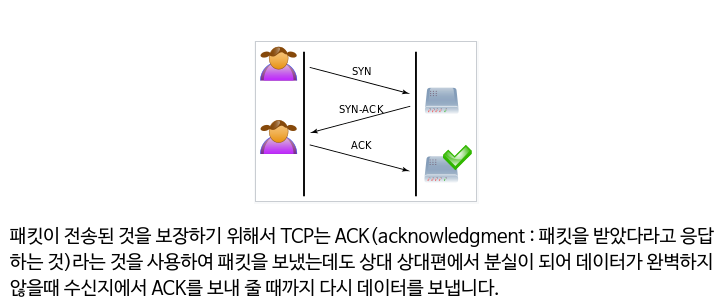 SYN
SYN-ACK
ACK
패킷이 전송된 것을 보장하기 위해서 TCP는 ACK(acknowledgment : 패킷을 받았다라고 응답
하는 것)라는 것을 사용하여 패킷을 보냈는데도 상대 상대편에서 분실이 되어 데이터가 완벽하지
않을때 수신지에서 ACK를 보내 줄 때까지 다시 데이터를 보냅니다.